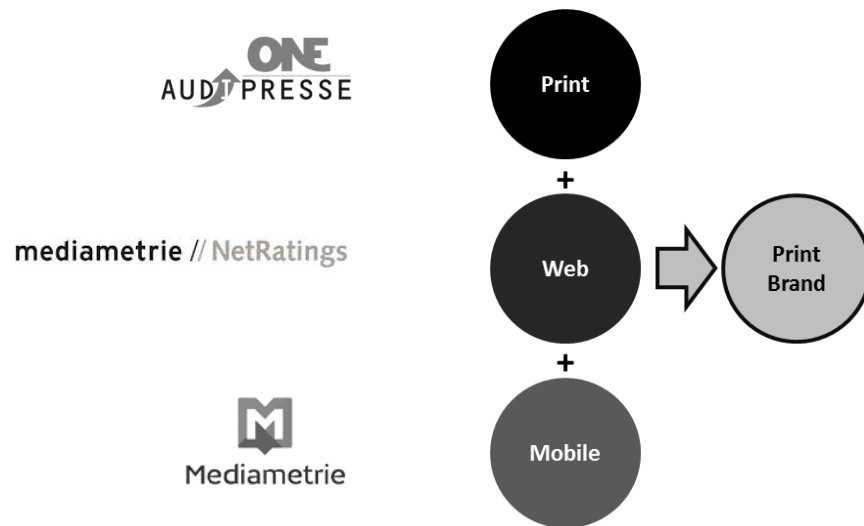 ONE
AUDIPRESSE
Print
+
mediametrie // NetRatings
Web
Print
Brand
+
M
Mediametrie
Mobile